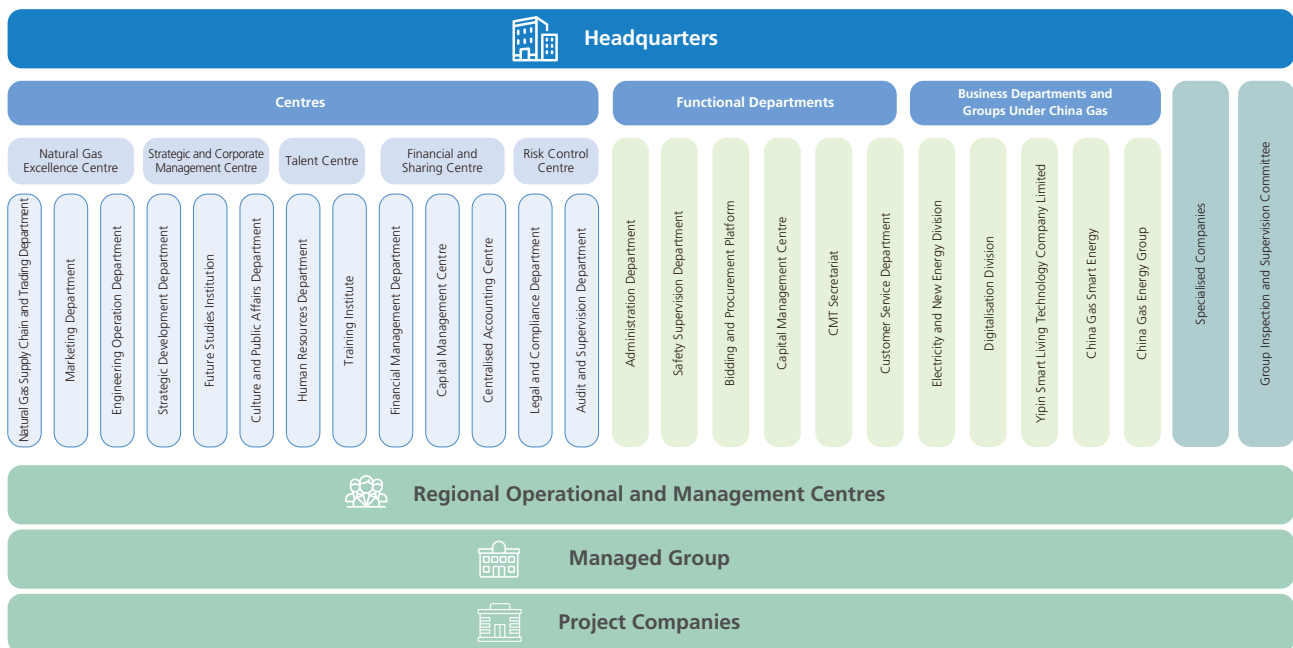 Headquarters
Centres
Functional Departments
Business Departments and
Groups Under China Gas
Natural Gas
Excellence Centre
Strategic and Corporate
Management Centre
Talent Centre
Financial and
Sharing Centre
Risk Control
Centre
Natural Gas Supply Chain and Trading Department
Marketing Department
Engineering Operation Department
Strategic Development Department
Future Studies Institution
Culture and Public Affairs Department
Human Resources Department
Training Institute
Financial Management Department
Capital Management Centre
Centralised Accounting Centre
Legal and Compliance Department
Audit and Supervision Department
Administration Department
Safety Supervision Department
Bidding and Procurement Platform
Capital Management Centre
CMT Secretariat
Customer Service Department
Electricity and New Energy Division
Digitalisation Division
Yipin Smart Living Technology Company Limited
China Gas Smart Energy
China Gas Energy Group
Specialised Companies
Group Inspection and Supervision Committee
Regional Operational and Management Centres
Managed Group
Project Companies